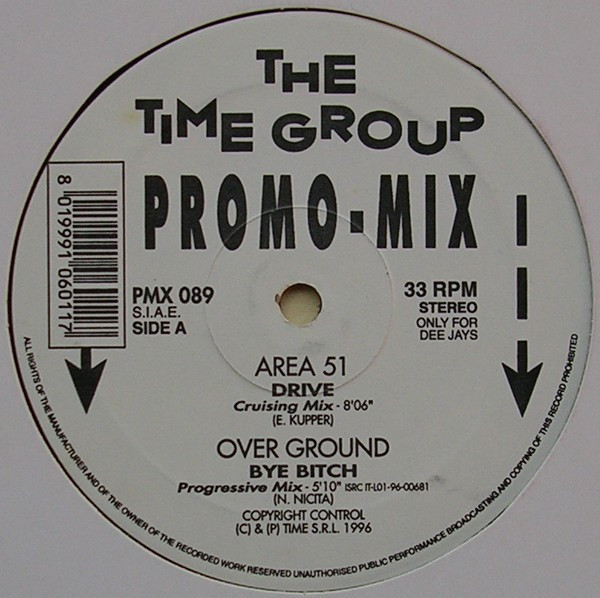 THE
TIME GROUP
PROMO-MIX
8 019991 060117
PMX 089
S.I.A.E.
SIDE A
33 RPM
STEREO
ONLY FOR
DEE JAYS
AREA 51
DRIVE
Cruising Mix - 8'06"
(E. KUPPER)
OVER GROUND
BYE BITCH
Progressive Mix - 5'10" ISRC IT-L01-96-00681
(N. NICITA)
COPYRIGHT CONTROL
(C) & (P) TIME S.R.L. 1996
ALL RIGHTS OF THE MANUFACTURER AND OF THE OWNER OF THE RECORDED WORK RESERVED UNAUTHORISED PUBLIC PERFORMANCE BROADCASTING AND COPYING OF THIS RECORD PROHIBITED